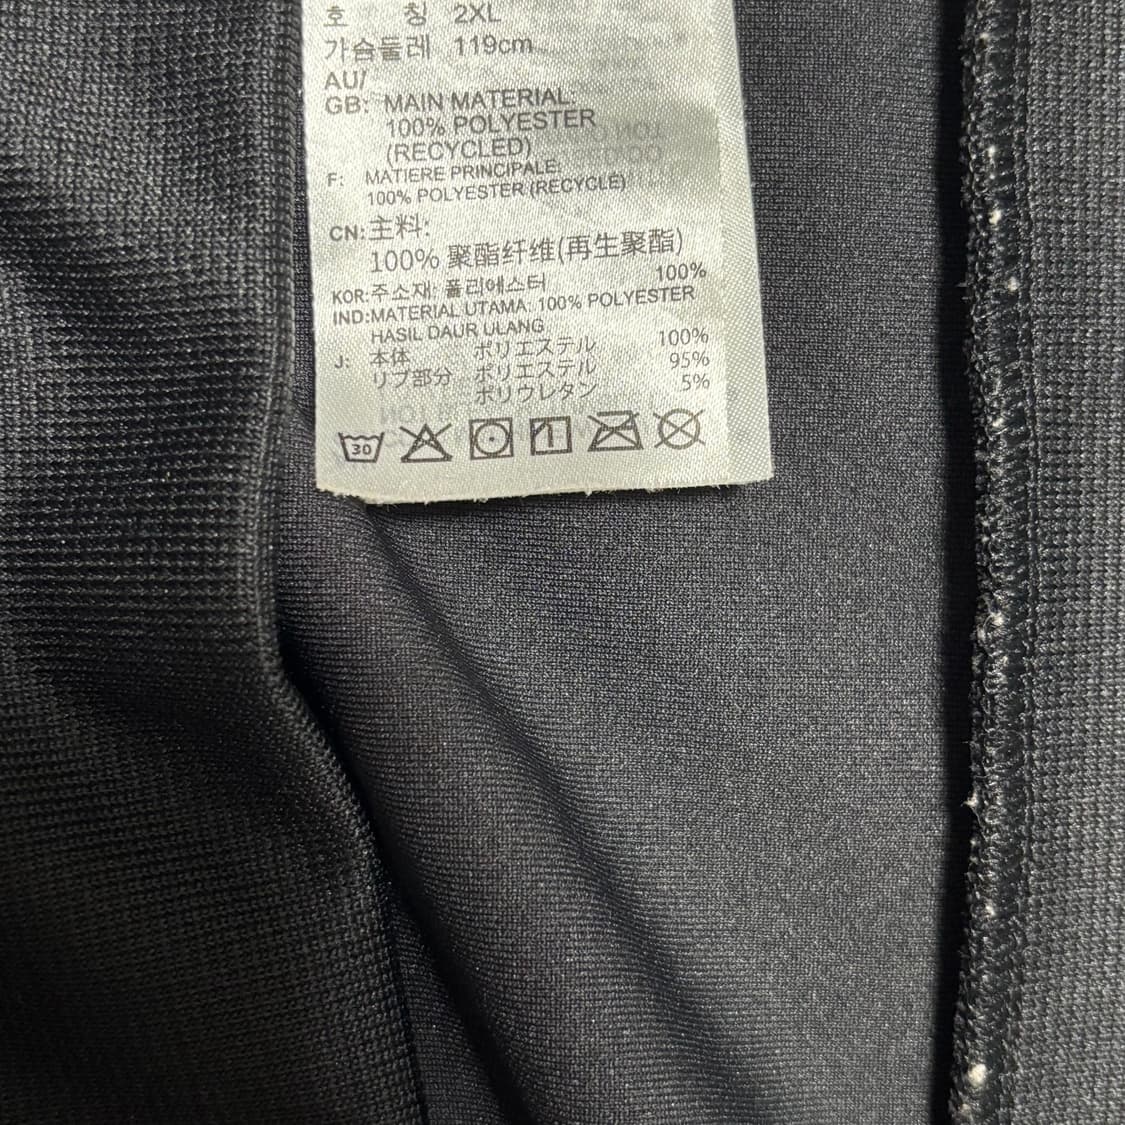 호 칭 2XL
가슴둘레 119cm
AU/
GB: MAIN MATERIAL:
100% POLYESTER
(RECYCLED)
F: MATIERE PRINCIPALE:
100% POLYESTER (RECYCLE)
CN:主料:
100% 聚酯纤维(再生聚酯)
KOR:주소재: 폴리에스터 100%
IND:MATERIAL UTAMA: 100% POLYESTER
HASIL DAUR ULANG
J: 本体 ポリエステル 100%
リブ部分 ポリエステル 95%
ポリウレタン 5%
30